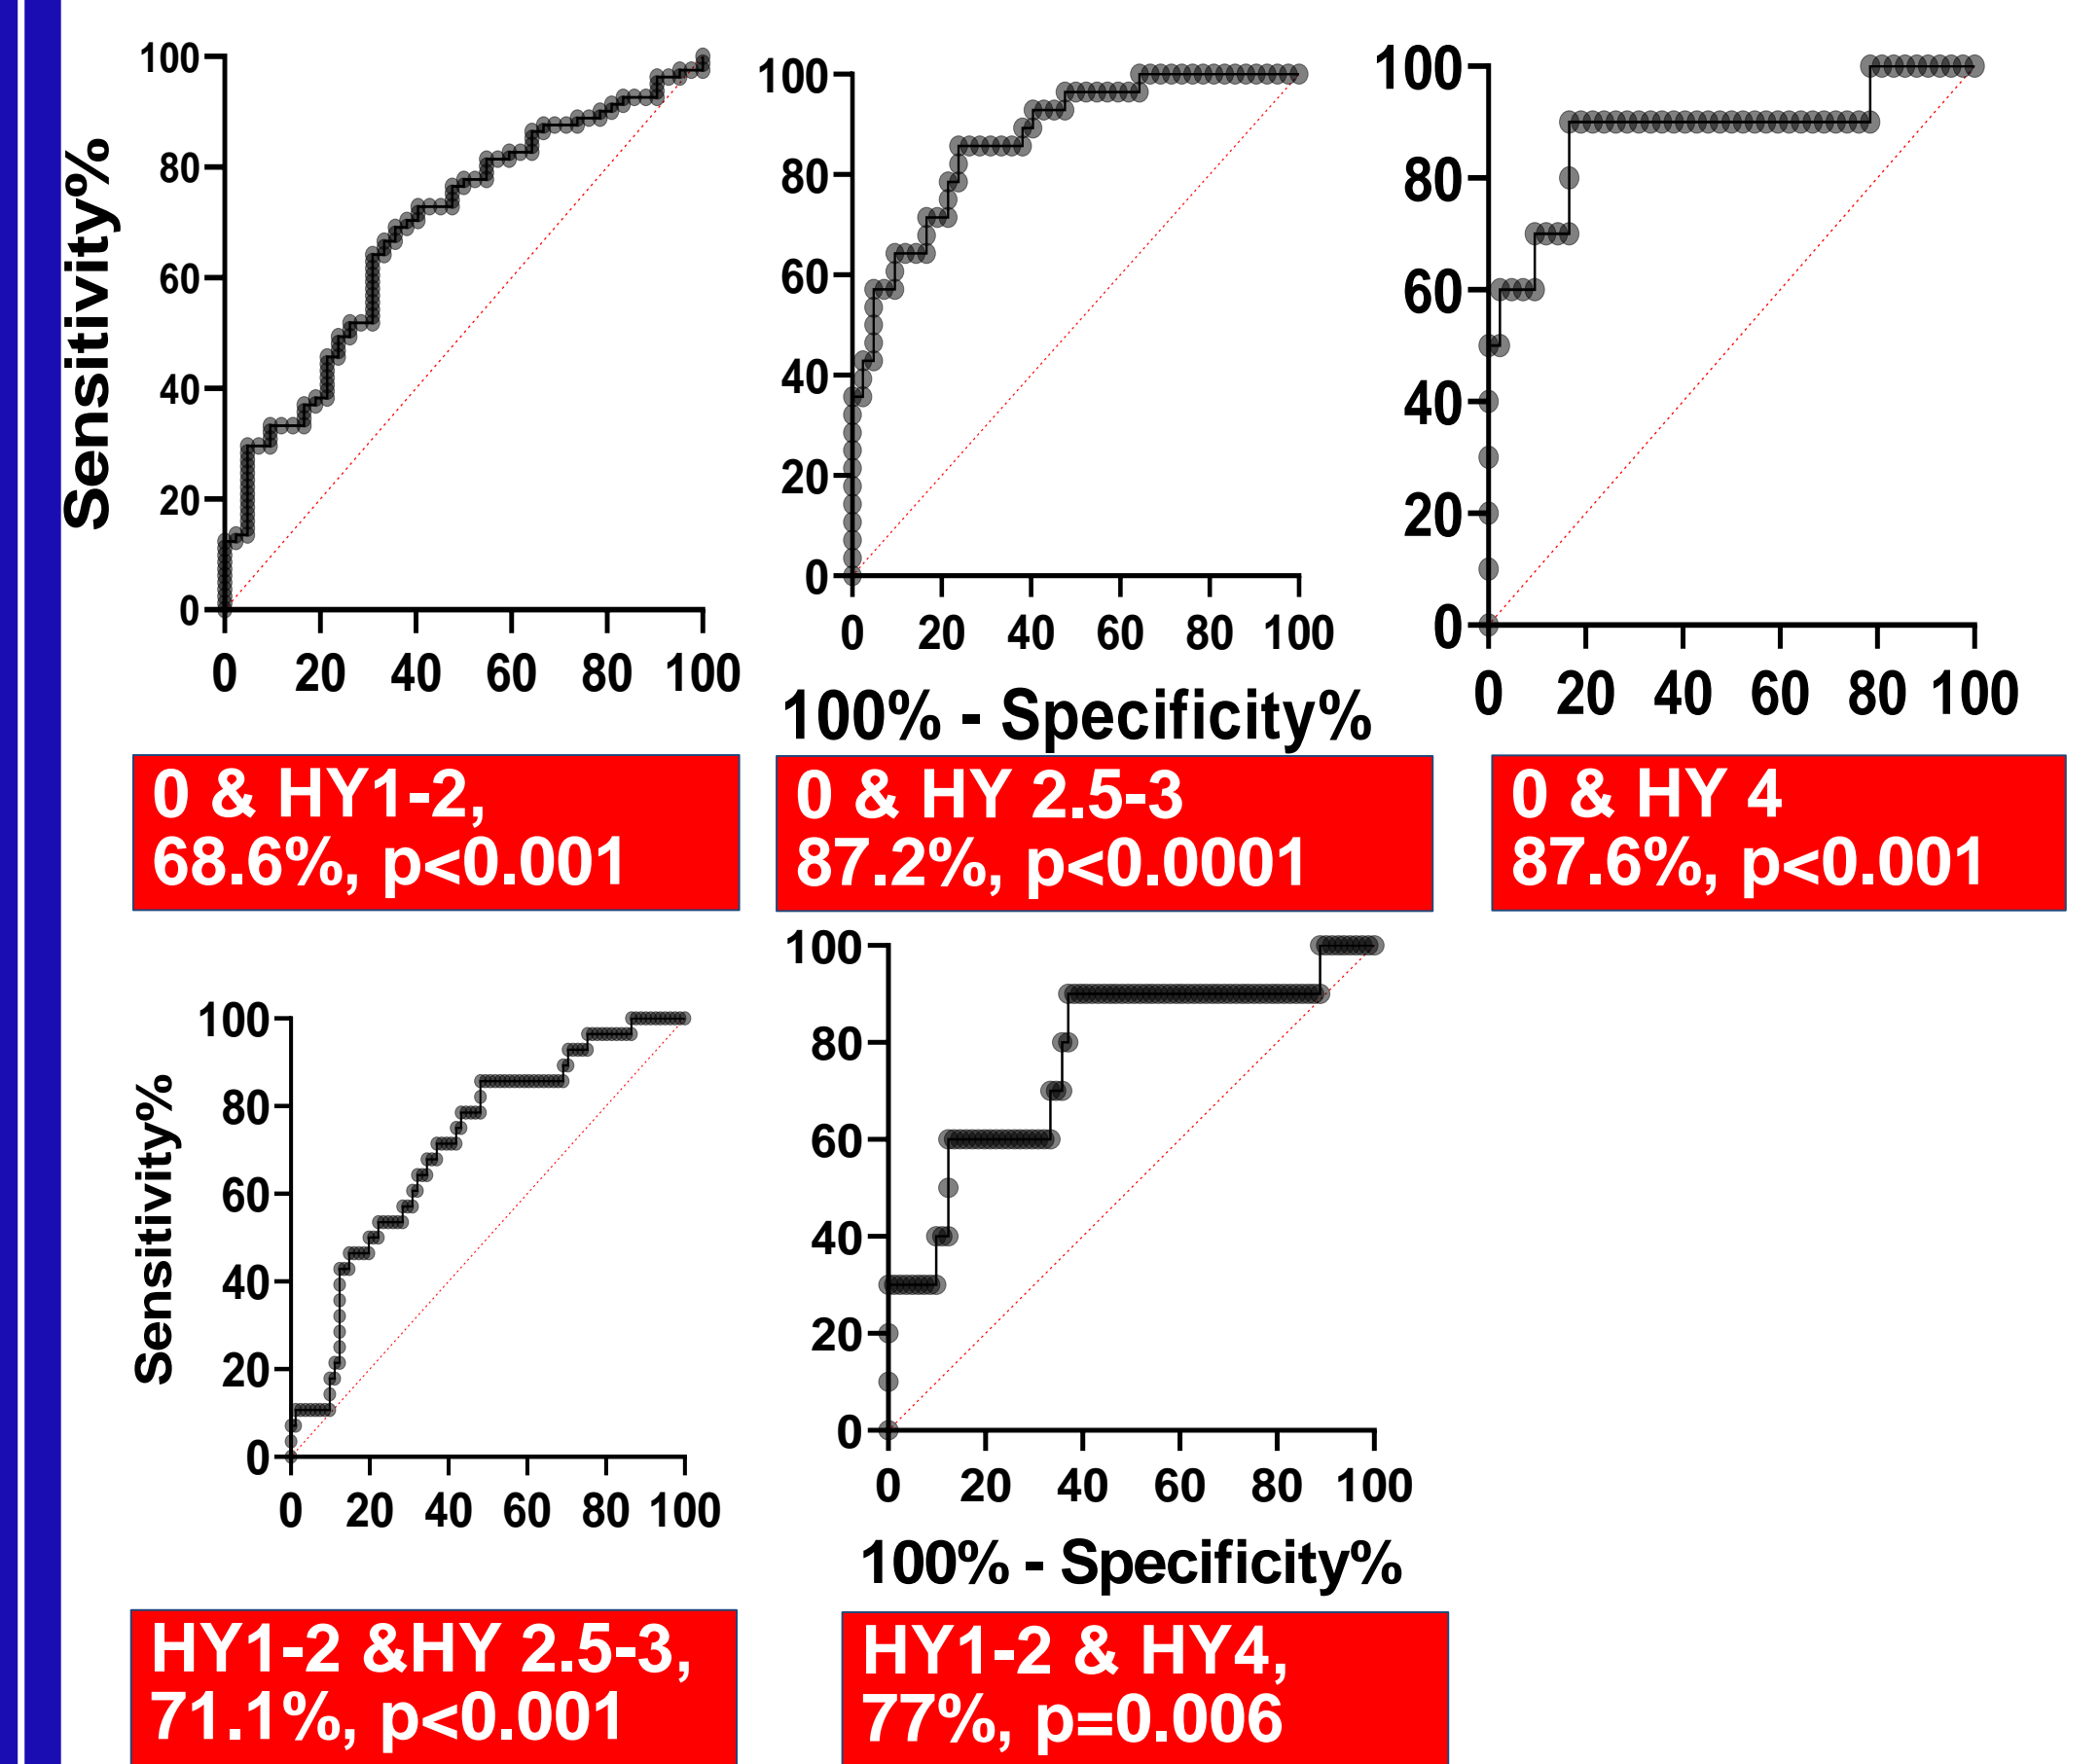 Sensitivity%
100
80
60
40
20
0
0 20 40 60 80 100
100
80
60
40
20
0
0 20 40 60 80 100
100% - Specificity%
100
80
60
40
20
0
0 20 40 60 80 100
0 & HY1-2,
68.6%, p<0.001
0 & HY 2.5-3
87.2%, p<0.0001
0 & HY 4
87.6%, p<0.001
Sensitivity%
100
80
60
40
20
0
0 20 40 60 80 100
100
80
60
40
20
0
0 20 40 60 80 100
100% - Specificity%
HY1-2 &HY 2.5-3,
71.1%, p<0.001
HY1-2 & HY4,
77%, p=0.006